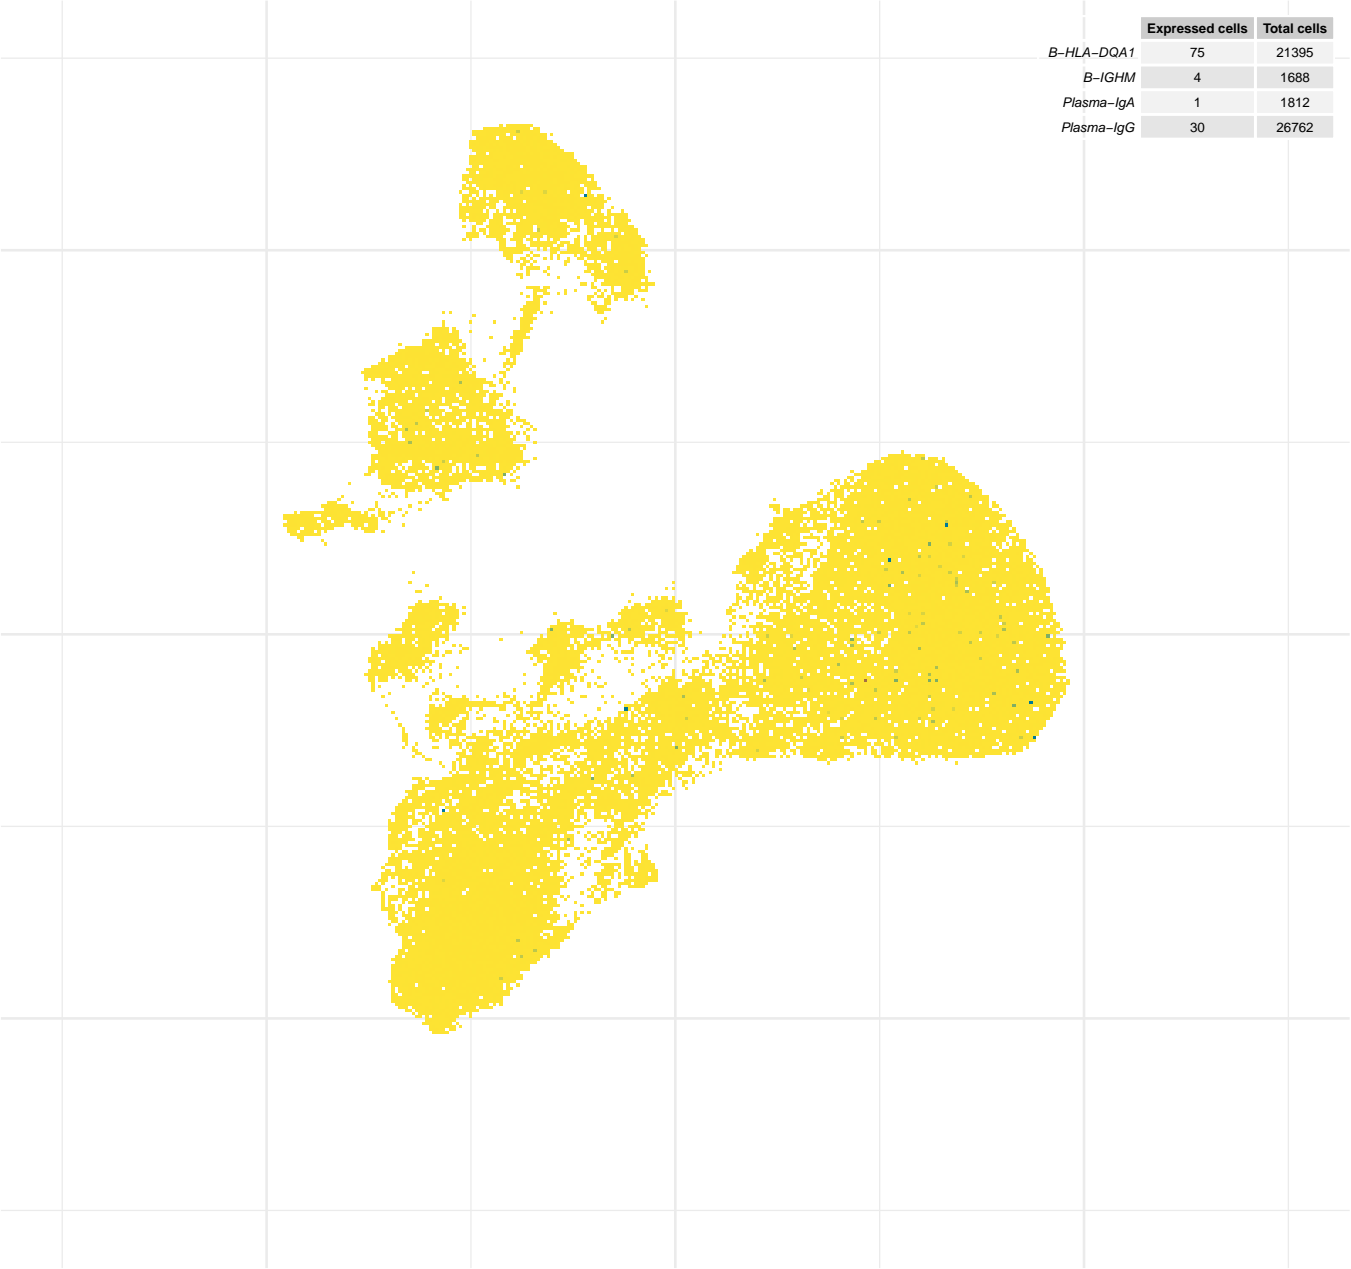 Expressed cells Total cells
B−HLA−DQA1 75 21395
B−IGHM 4 1688
Plasma−IgA 1 1812
Plasma−IgG 30 26762